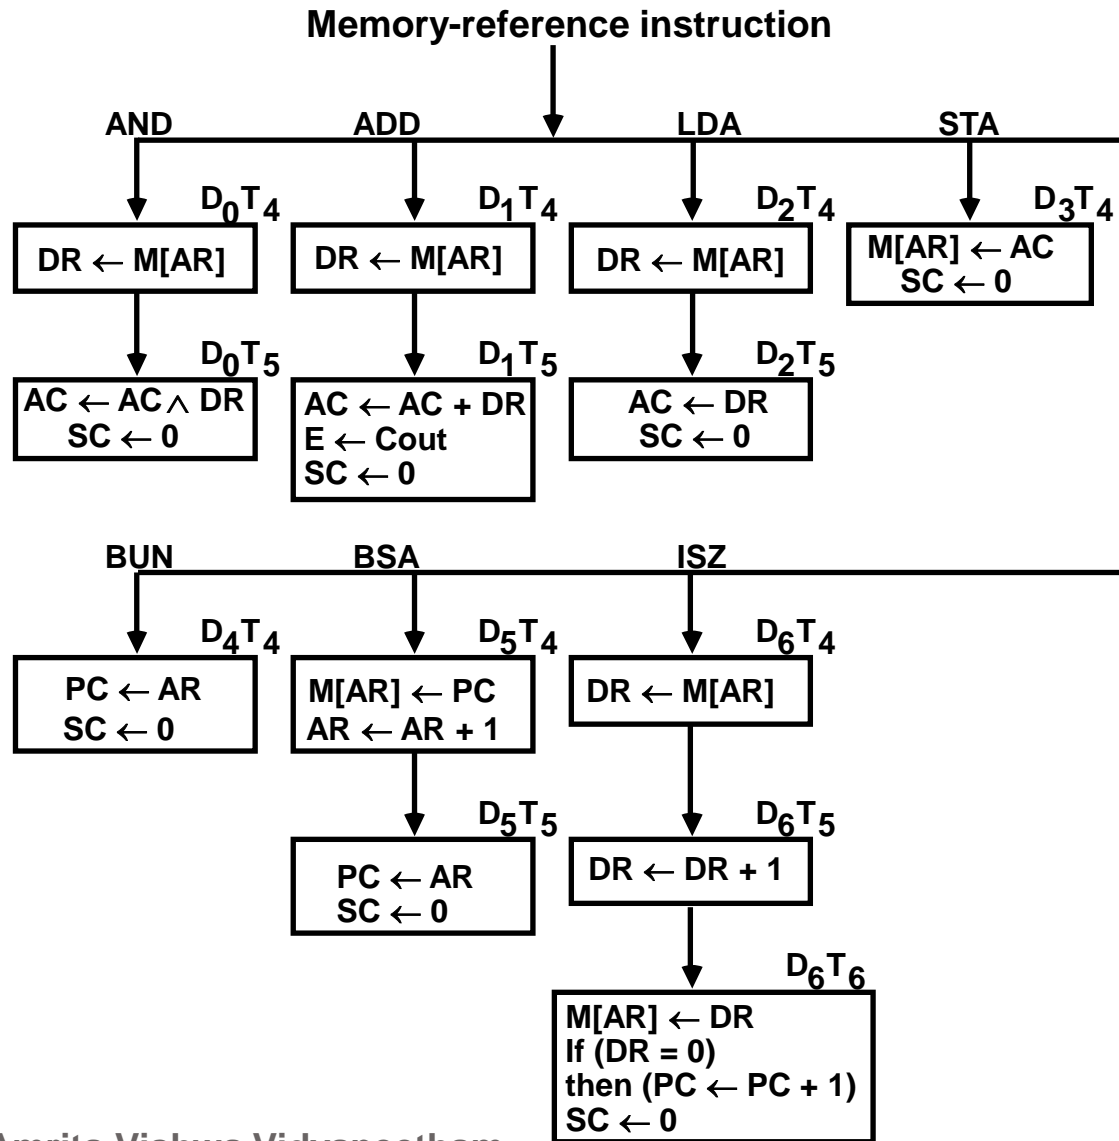 Memory-reference instruction
AND ADD LDA STA
D0T4 D1T4 D2T4 D3T4
DR ← M[AR] DR ← M[AR] DR ← M[AR] M[AR] ← AC
SC ← 0
D0T5 D1T5 D2T5
AC ← AC ∧ DR
SC ← 0
AC ← AC + DR
E ← Cout
SC ← 0
AC ← DR
SC ← 0
BUN BSA ISZ
D4T4 D5T4 D6T4
PC ← AR
SC ← 0
M[AR] ← PC
AR ← AR + 1
DR ← M[AR]
D5T5 D6T5
PC ← AR
SC ← 0
DR ← DR + 1
D6T6
M[AR] ← DR
If (DR = 0)
then (PC ← PC + 1)
SC ← 0